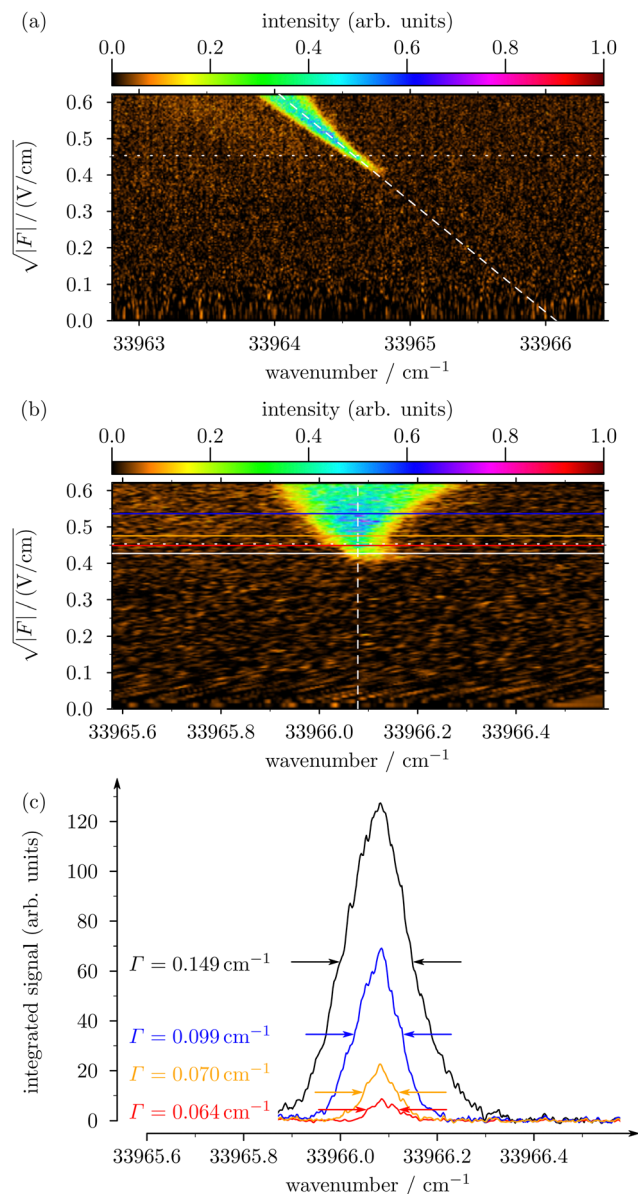 (a)
intensity (arb. units)
0.0 0.2 0.4 0.6 0.8 1.0
√|F| / (V/cm)
0.6
0.5
0.4
0.3
0.2
0.1
0.0
33963 33964 33965 33966
wavenumber / cm⁻¹
(b)
intensity (arb. units)
0.0 0.2 0.4 0.6 0.8 1.0
√|F| / (V/cm)
0.6
0.5
0.4
0.3
0.2
0.1
0.0
33965.6 33965.8 33966.0 33966.2 33966.4
wavenumber / cm⁻¹
(c)
integrated signal (arb. units)
120
100
80
60
40
20
0
Γ = 0.149 cm⁻¹
Γ = 0.099 cm⁻¹
Γ = 0.070 cm⁻¹
Γ = 0.064 cm⁻¹
33965.6 33965.8 33966.0 33966.2 33966.4
wavenumber / cm⁻¹